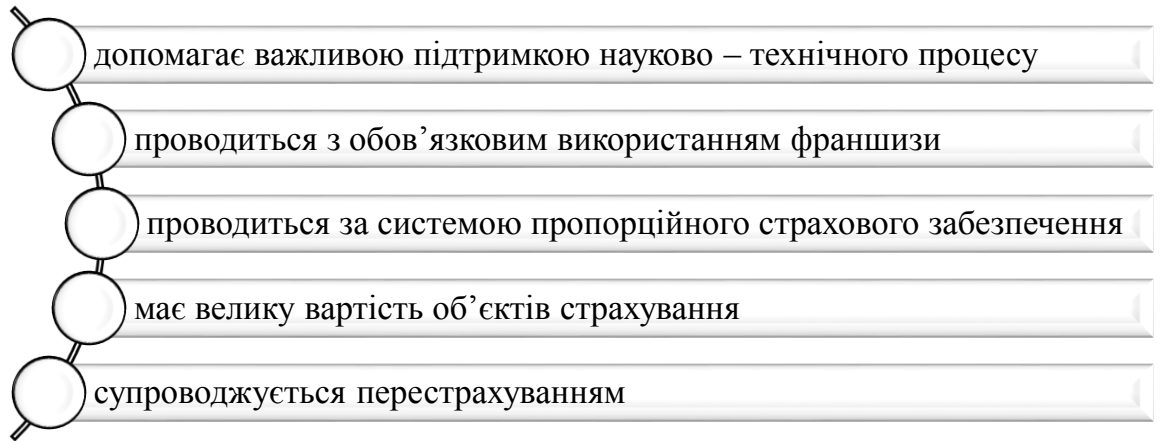 допомагає важливою підтримкою науково – технічного процесу
проводиться з обов’язковим використанням франшизи
проводиться за системою пропорційного страхового забезпечення
має велику вартість об’єктів страхування
супроводжується перестрахуванням